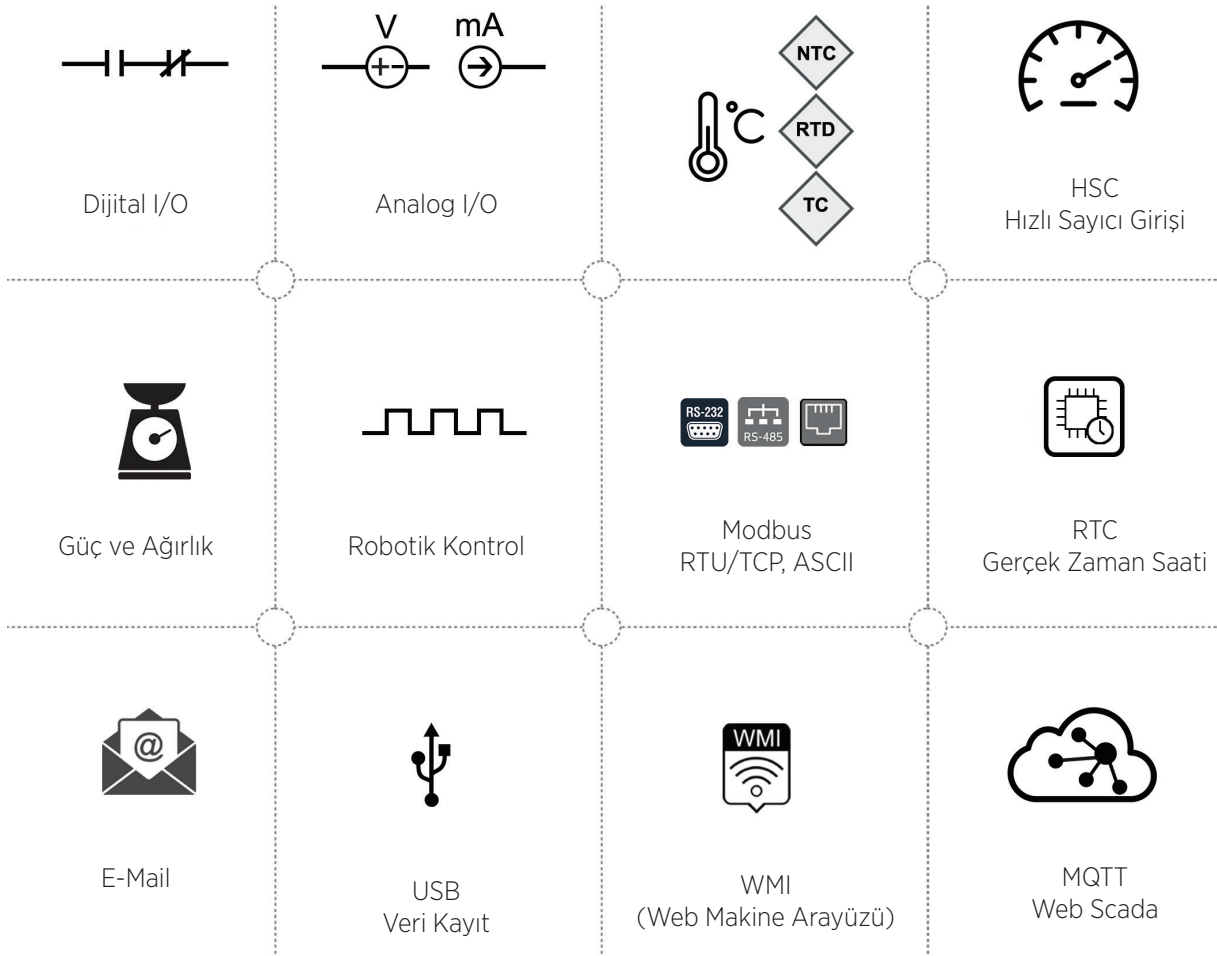 V
mA
NTC
°C
RTD
TC
Dijital I/O
Analog I/O
HSC
Hızlı Sayıcı Girişi
RS-232
RS-485
Güç ve Ağırlık
Robotik Kontrol
Modbus
RTU/TCP, ASCII
RTC
Gerçek Zaman Saati
@
WMI
E-Mail
USB
Veri Kayıt
WMI
(Web Makine Arayüzü)
MQTT
Web Scada